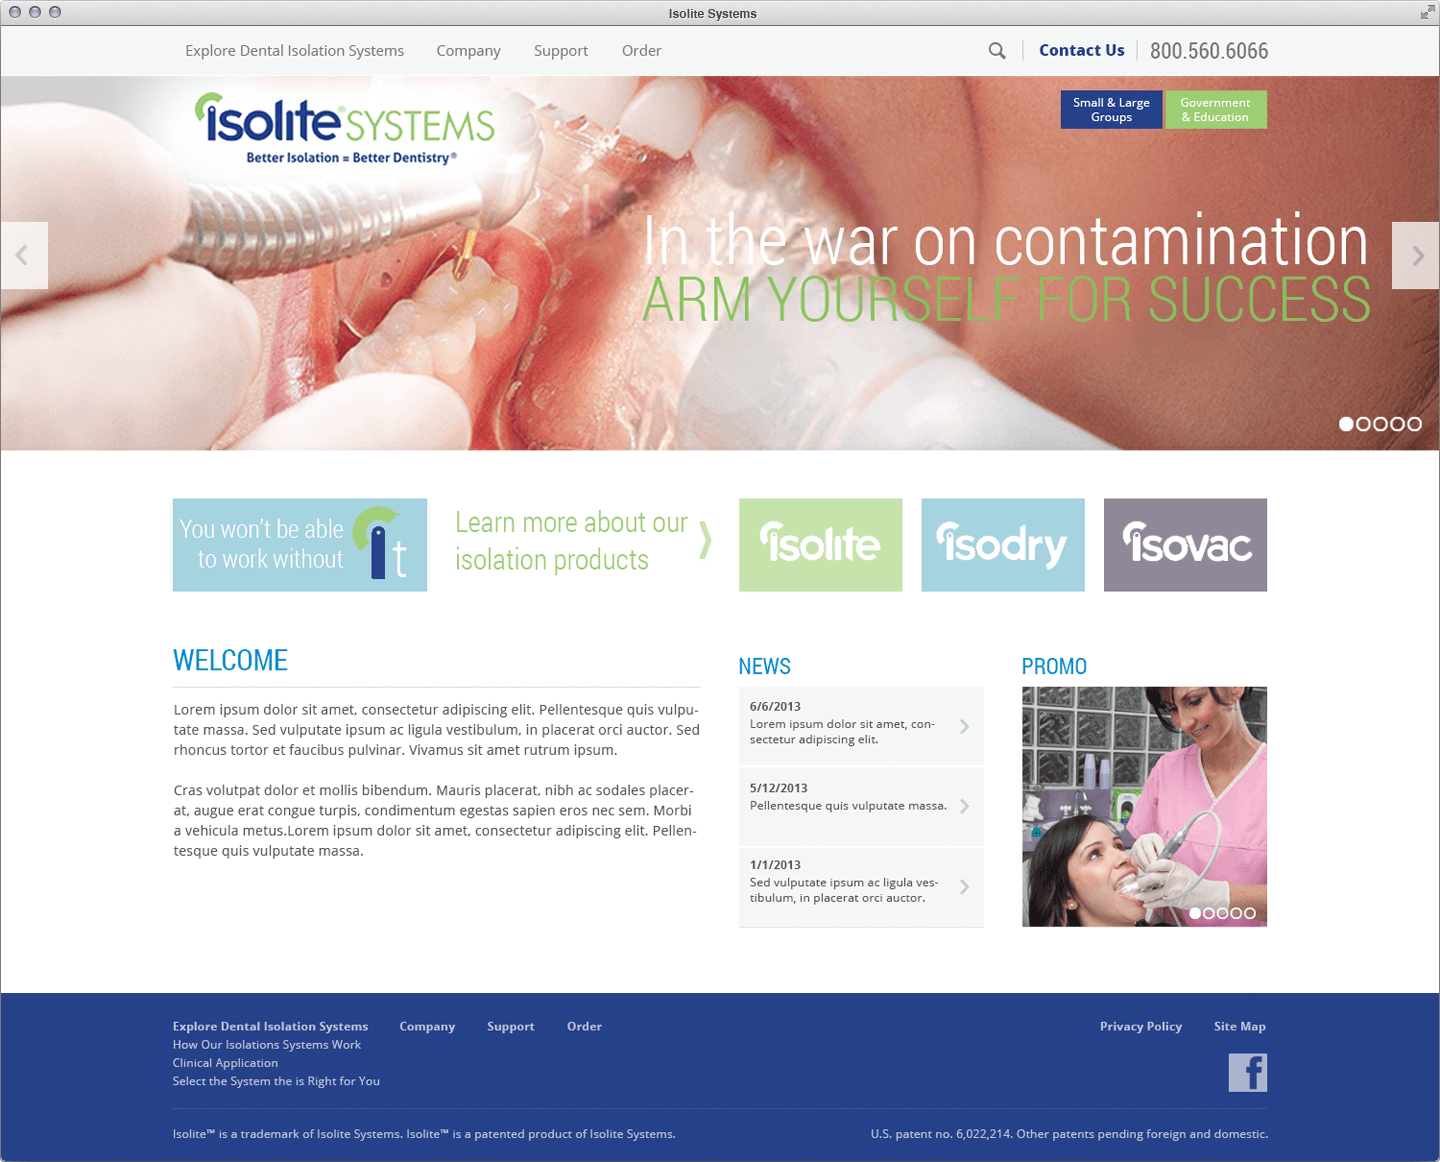 Isolite Systems
Explore Dental Isolation Systems Company Support Order
Contact Us 800.560.6066
isolite® SYSTEMS
Better Isolation = Better Dentistry®
Small & Large
Groups
Government
& Education
In the war on contamination
ARM YOURSELF FOR SUCCESS
You won't be able
to work without it
Learn more about our
isolation products
isolite
isodry
isovac
WELCOME
Lorem ipsum dolor sit amet, consectetur adipiscing elit. Pellentesque quis vulpu-
tate massa. Sed vulputate ipsum ac ligula vestibulum, in placerat orci auctor. Sed
rhoncus tortor et faucibus pulvinar. Vivamus sit amet rutrum ipsum.
Cras volutpat dolor et mollis bibendum. Mauris placerat, nibh ac sodales placer-
at, augue erat congue turpis, condimentum egestas sapien eros nec sem. Morbi
a vehicula metus.Lorem ipsum dolor sit amet, consectetur adipiscing elit. Pellen-
tesque quis vulputate massa.
NEWS
6/6/2013
Lorem ipsum dolor sit amet, con-
sectetur adipiscing elit.
5/12/2013
Pellentesque quis vulputate massa.
1/1/2013
Sed vulputate ipsum ac ligula ves-
tibulum, in placerat orci auctor.
PROMO
Explore Dental Isolation Systems Company Support Order
How Our Isolations Systems Work
Clinical Application
Select the System the is Right for You
Privacy Policy Site Map
f
Isolite™ is a trademark of Isolite Systems. Isolite™ is a patented product of Isolite Systems.
U.S. patent no. 6,022,214. Other patents pending foreign and domestic.